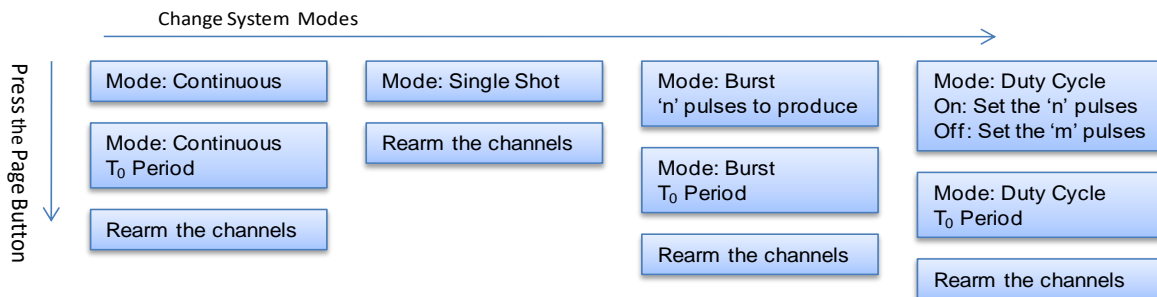 Change System Modes
Press the Page Button
Mode: Continuous
Mode: Continuous
T₀ Period
Rearm the channels
Mode: Single Shot
Rearm the channels
Mode: Burst
‘n’ pulses to produce
Mode: Burst
T₀ Period
Rearm the channels
Mode: Duty Cycle
On: Set the ‘n’ pulses
Off: Set the ‘m’ pulses
Mode: Duty Cycle
T₀ Period
Rearm the channels